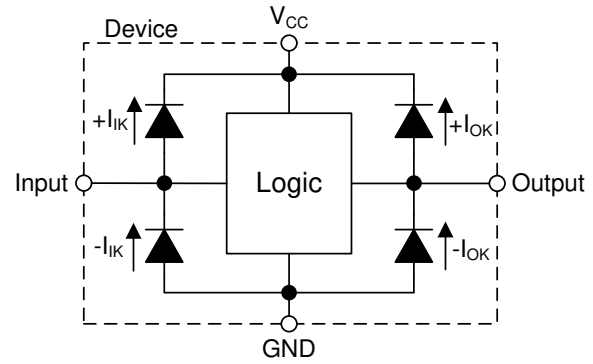 Device
VCC
+IIK
+IOK
Input
Logic
Output
-IIK
-IOK
GND